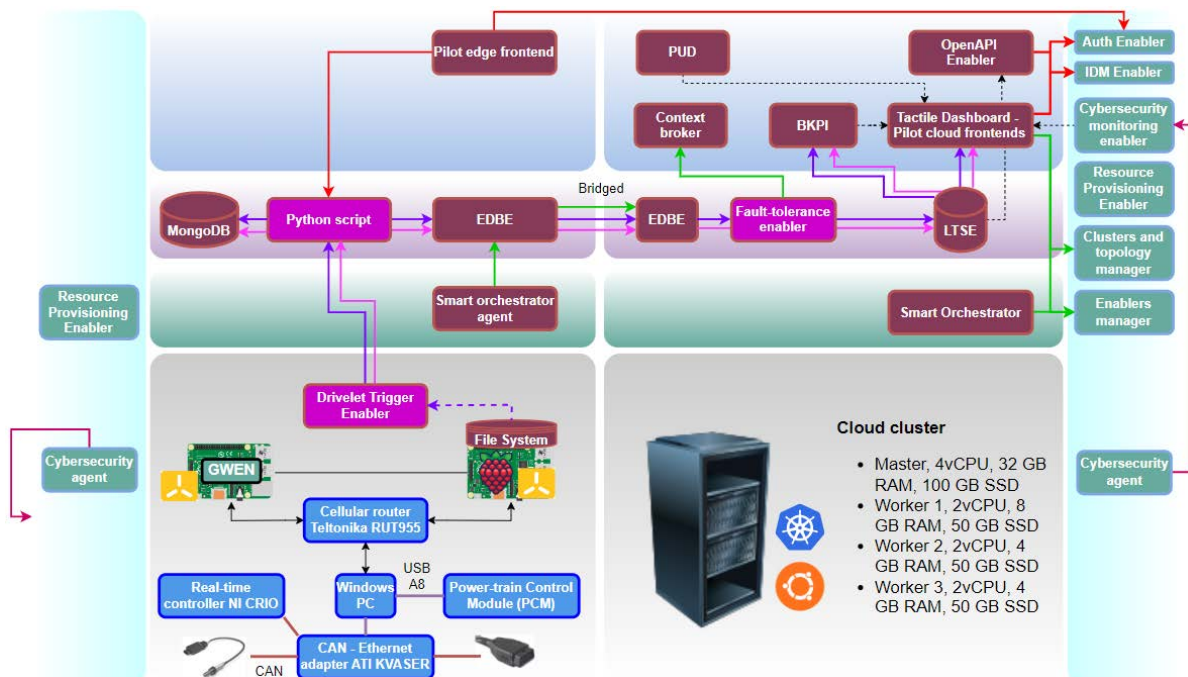 Pilot edge frontend
PUD
OpenAPI
Enabler
Auth Enabler
IDM Enabler
Context
broker
BKPI
Tactile Dashboard -
Pilot cloud frontends
Cybersecurity
monitoring
enabler
Bridged
Resource
Provisioning
Enabler
MongoDB
Python script
EDBE
EDBE
Fault-tolerance
enabler
LTSE
Clusters and
topology
manager
Resource
Provisioning
Enabler
Smart orchestrator
agent
Smart Orchestrator
Enablers
manager
Drivelet Trigger
Enabler
File System
GWEN
Cybersecurity
agent
Cellular router
Teltonika RUT955
USB
A8
Real-time
controller NI CRIO
Windows
PC
Power-train Control
Module (PCM)
CAN - Ethernet
adapter ATI KVASER
CAN
Cloud cluster
• Master, 4vCPU, 32 GB
RAM, 100 GB SSD
• Worker 1, 2vCPU, 8
GB RAM, 50 GB SSD
• Worker 2, 2vCPU, 4
GB RAM, 50 GB SSD
• Worker 3, 2vCPU, 4
GB RAM, 50 GB SSD
Cybersecurity
agent